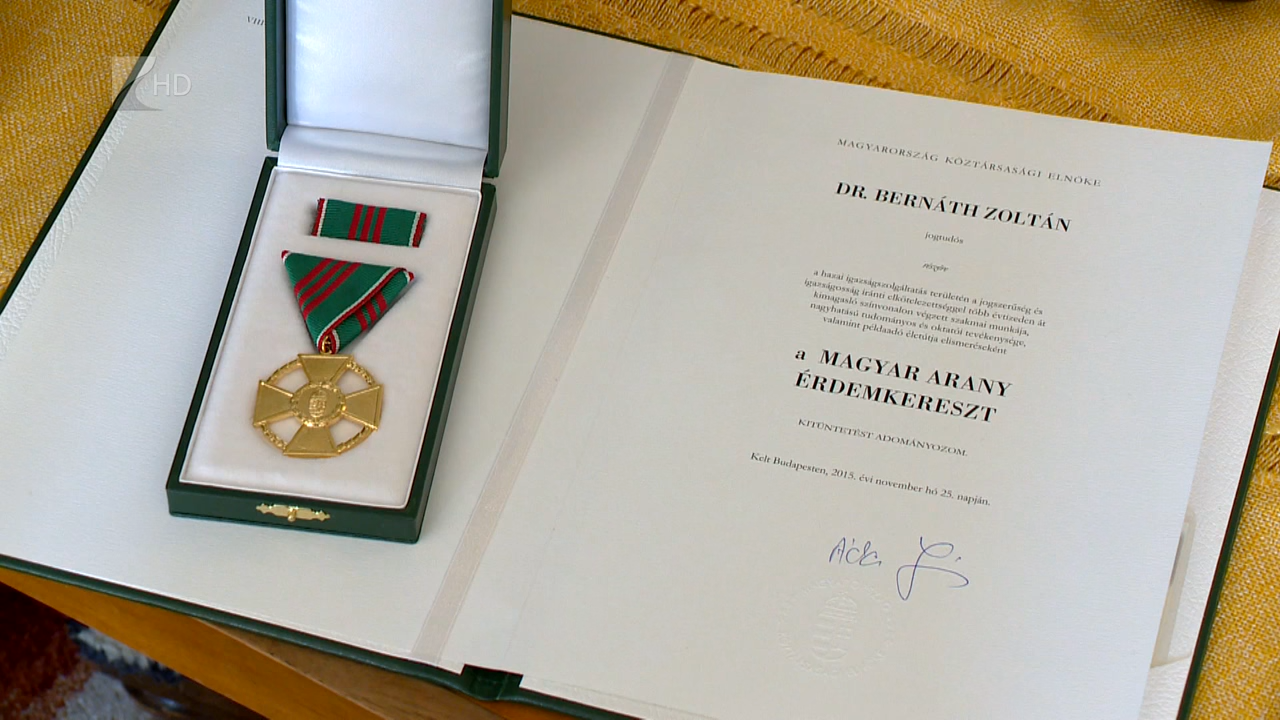 VIII
HD
MAGYARORSZÁG KÖZTÁRSASÁGI ELNÖKE
DR. BERNÁTH ZOLTÁN
jogtudós
részére
a hazai igazságszolgáltatás területén a jogszerűség és
igazságosság iránti elkötelezettséggel több évtizeden át
kimagasló színvonalon végzett szakmai munkája,
nagyhatású tudományos és oktatói tevékenysége,
valamint példaadó életútja elismeréseként
a MAGYAR ARANY
ÉRDEMKERESZT
KITÜNTETÉST ADOMÁNYOZOM.
Kelt Budapesten, 2015. évi november hó 25. napján.